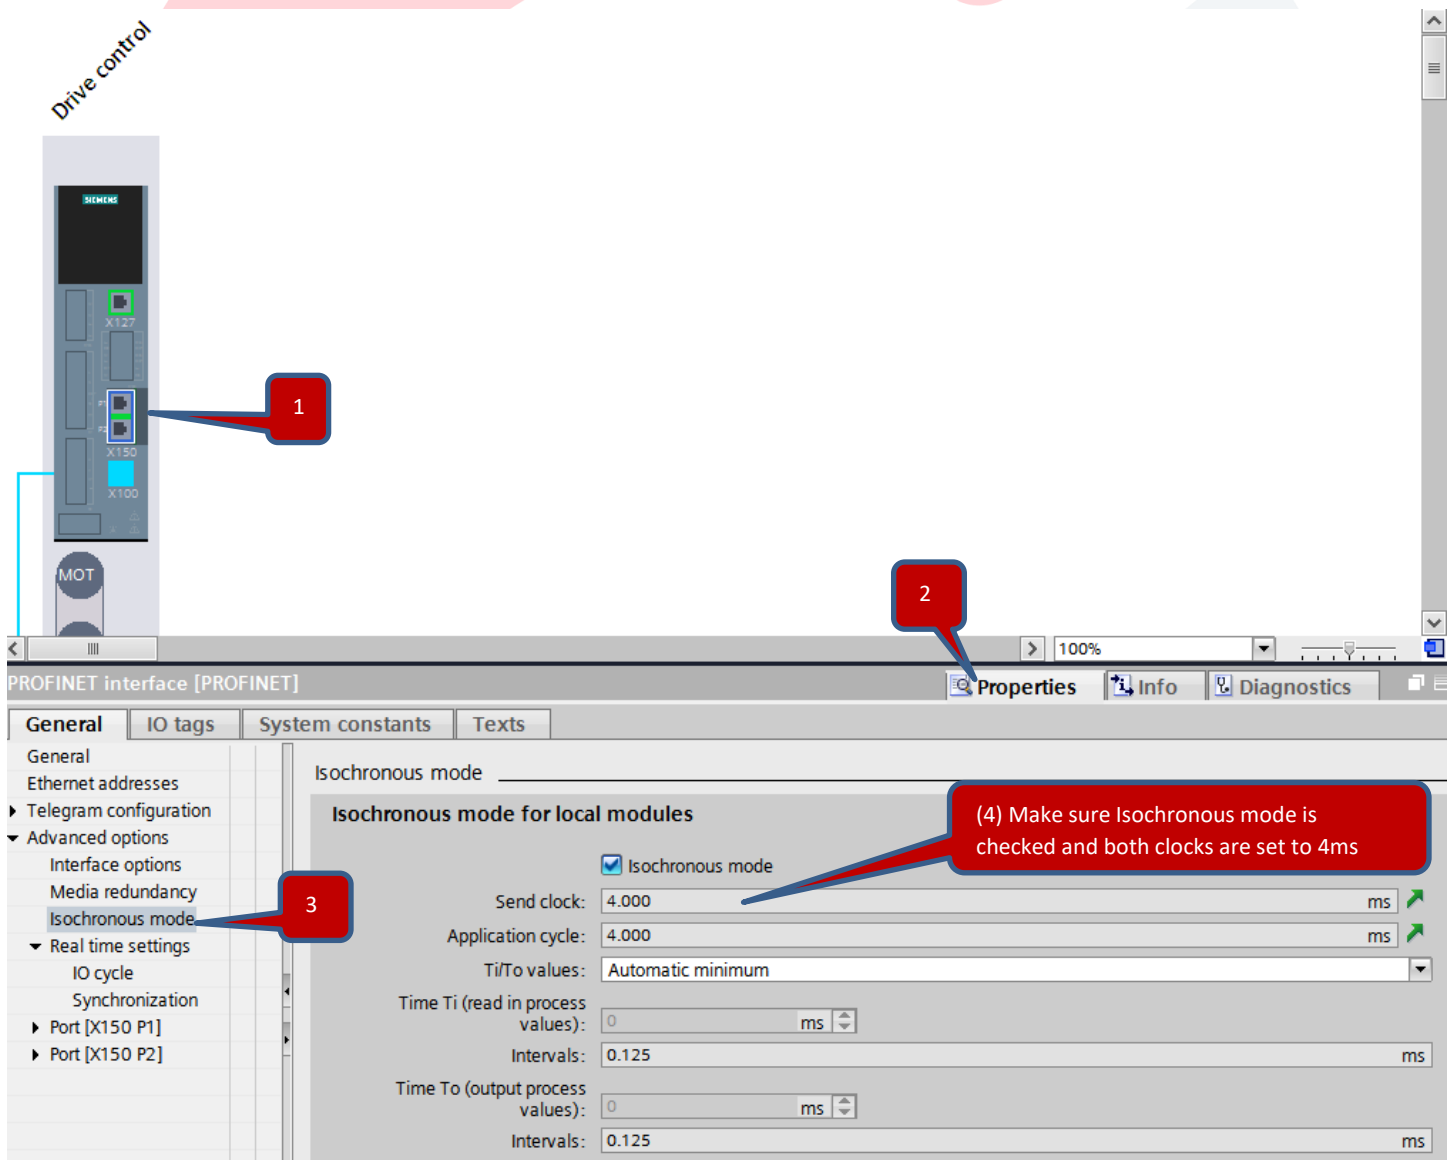 Drive control
SIEMENS
X127
P1
P2
X150
X100
1
MOT
2
100%
PROFINET interface [PROFINET]
Properties
Info
Diagnostics
General
IO tags
System constants
Texts
General
Ethernet addresses
Telegram configuration
Advanced options
Interface options
Media redundancy
Isochronous mode
Real time settings
IO cycle
Synchronization
Port [X150 P1]
Port [X150 P2]
3
Isochronous mode
Isochronous mode for local modules
(4) Make sure Isochronous mode is
checked and both clocks are set to 4ms
Isochronous mode
Send clock: 4.000 ms
Application cycle: 4.000 ms
Ti/To values: Automatic minimum
Time Ti (read in process
values): 0 ms
Intervals: 0.125 ms
Time To (output process
values): 0 ms
Intervals: 0.125 ms